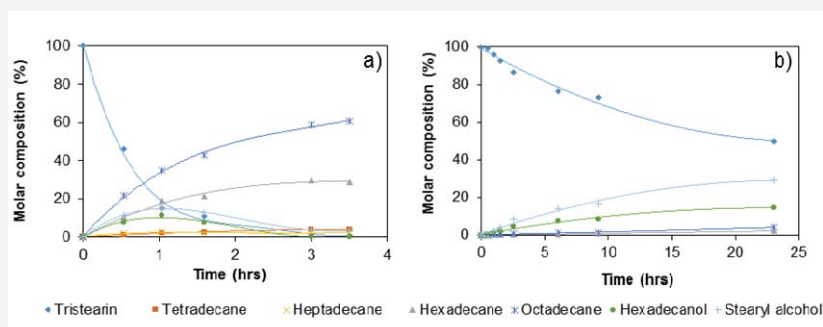 100
80
60
40
20
0
Molar composition (%)
a)
0 1 2 3 4
Time (hrs)
100
80
60
40
20
0
Molar composition (%)
b)
0 5 10 15 20 25
Time (hrs)
Tristearin Tetradecane Heptadecane Hexadecane Octadecane Hexadecanol Stearyl alcohol